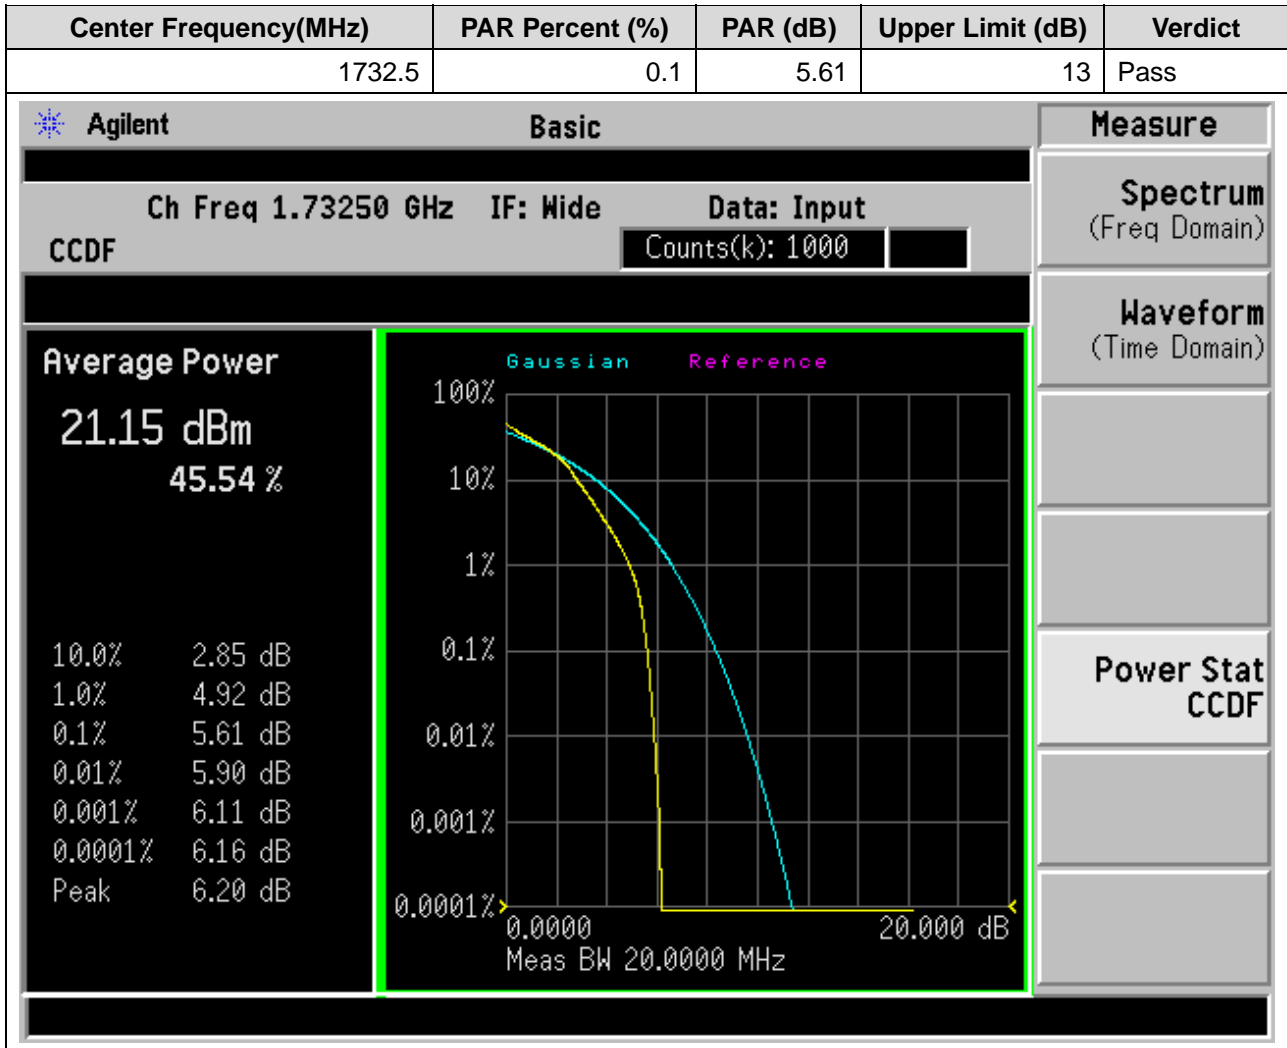 Center Frequency(MHz) PAR Percent (%) PAR (dB) Upper Limit (dB) Verdict
1732.5 0.1 5.61 13 Pass
Agilent Basic Measure
Ch Freq 1.73250 GHz IF: Wide Data: Input
CCDF Counts(k): 1000
Spectrum
(Freq Domain)
Waveform
(Time Domain)
Power Stat
CCDF
Average Power
21.15 dBm
45.54 %
10.0% 2.85 dB
1.0% 4.92 dB
0.1% 5.61 dB
0.01% 5.90 dB
0.001% 6.11 dB
0.0001% 6.16 dB
Peak 6.20 dB
Gaussian Reference
100%
10%
1%
0.1%
0.01%
0.001%
0.0001%
0.0000 20.000 dB
Meas BW 20.0000 MHz